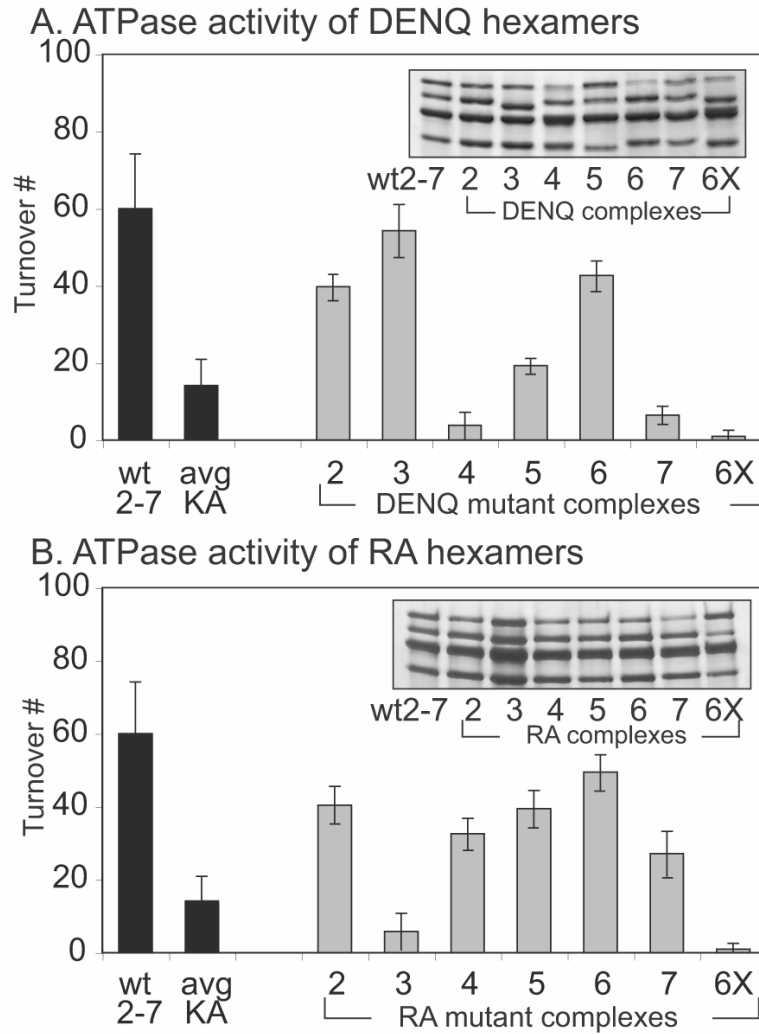 A. ATPase activity of DENQ hexamers
100
80
60
40
20
0
Turnover #
wt2-7 2 3 4 5 6 7 6X
DENQ complexes
wt avg 2 3 4 5 6 7 6X
2-7 KA DENQ mutant complexes
B. ATPase activity of RA hexamers
100
80
60
40
20
0
Turnover #
wt2-7 2 3 4 5 6 7 6X
RA complexes
wt avg 2 3 4 5 6 7 6X
2-7 KA RA mutant complexes